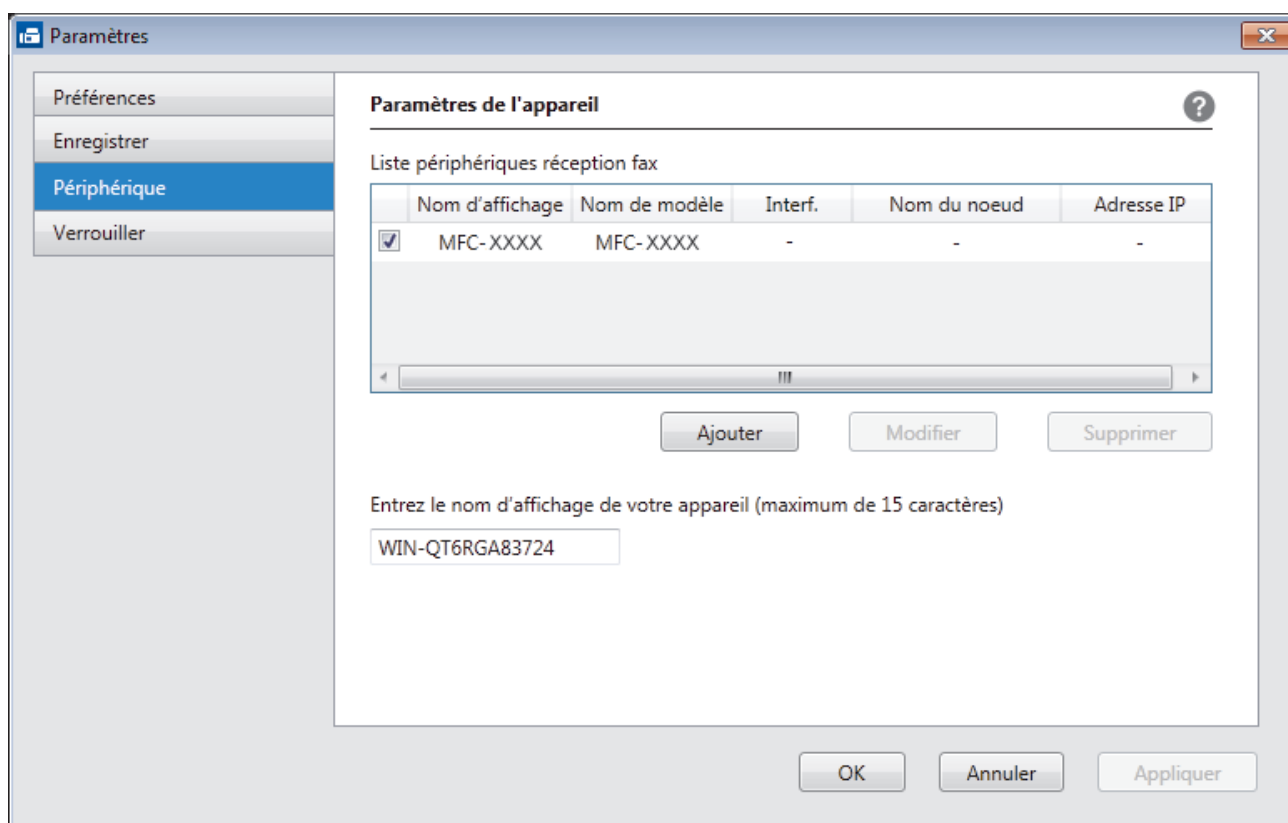 Paramètres
Préférences
Enregistrer
Périphérique
Verrouiller
Paramètres de l'appareil
?
Liste périphériques réception fax
Nom d'affichage Nom de modèle Interf. Nom du noeud Adresse IP
MFC-XXXX MFC-XXXX - - -
Ajouter Modifier Supprimer
Entrez le nom d'affichage de votre appareil (maximum de 15 caractères)
WIN-QT6RGA83724
OK Annuler Appliquer